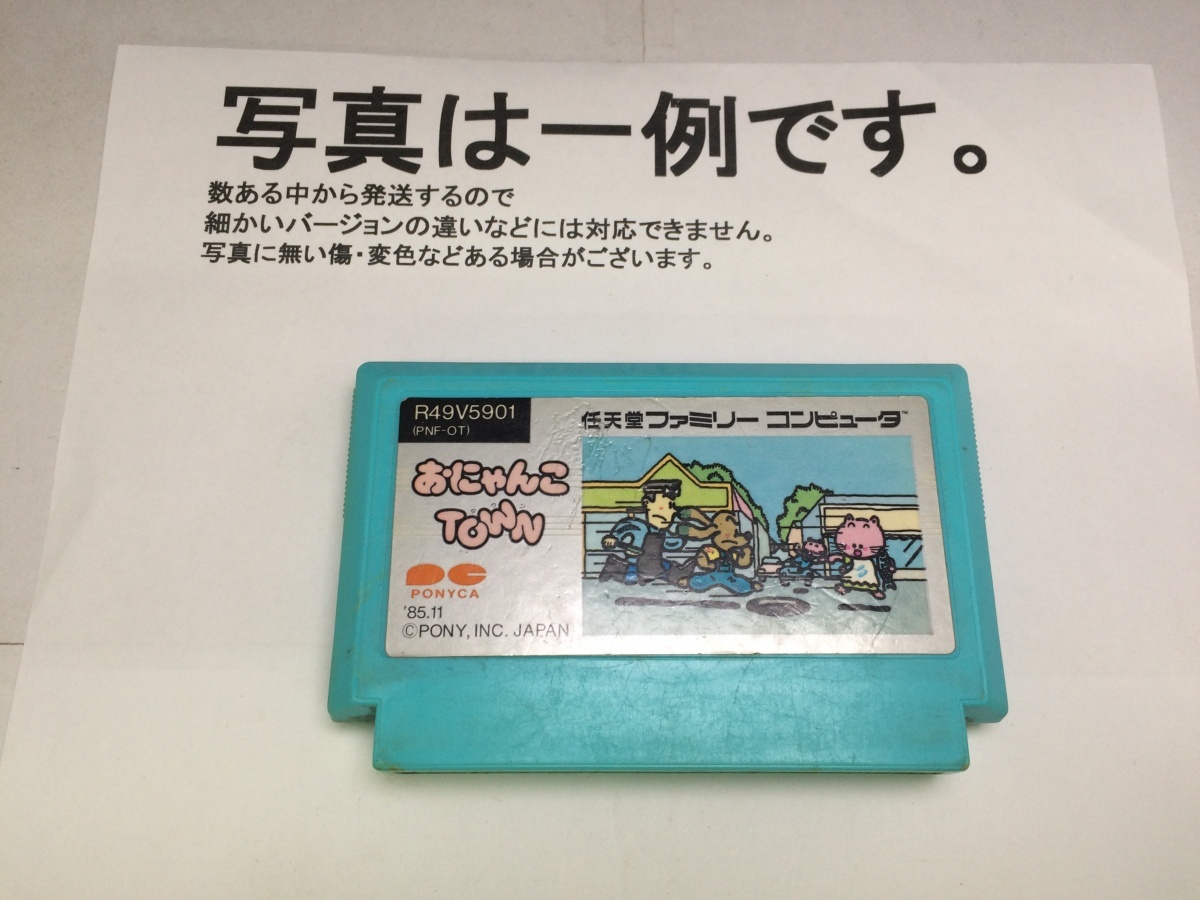 写真は一例です。
数ある中から発送するので
細かいバージョンの違いなどには対応できません。
写真に無い傷・変色などある場合がございます。
R49V5901
(PNF-OT)
任天堂ファミリー コンピュータ™
おにゃんこ
TOWN
PONYCA
'85.11
©PONY, INC. JAPAN